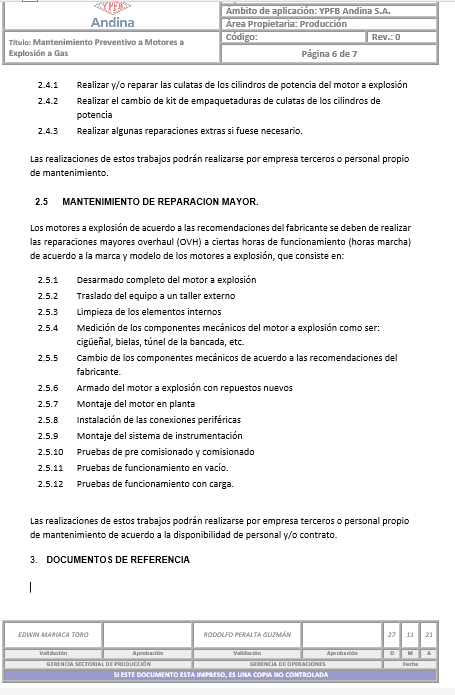 YPFB
Andina
Ámbito de aplicación: YPFB Andina S.A.
Área Propietaria: Producción
Título: Mantenimiento Preventivo a Motores a
Explosión a Gas
Código:
Rev.: 0
Página 6 de 7
2.4.1 Realizar y/o reparar las culatas de los cilindros de potencia del motor a explosión
2.4.2 Realizar el cambio de kit de empaquetaduras de culatas de los cilindros de
potencia
2.4.3 Realizar algunas reparaciones extras si fuese necesario.
Las realizaciones de estos trabajos podrán realizarse por empresa terceros o personal propio
de mantenimiento.
2.5 MANTENIMIENTO DE REPARACION MAYOR.
Los motores a explosión de acuerdo a las recomendaciones del fabricante se deben de realizar
las reparaciones mayores overhaul (OVH) a ciertas horas de funcionamiento (horas marcha)
de acuerdo a la marca y modelo de los motores a explosión, que consiste en:
2.5.1 Desarmado completo del motor a explosión
2.5.2 Traslado del equipo a un taller externo
2.5.3 Limpieza de los elementos internos
2.5.4 Medición de los componentes mecánicos del motor a explosión como ser:
cigüeñal, bielas, túnel de la bancada, etc.
2.5.5 Cambio de los componentes mecánicos de acuerdo a las recomendaciones del
fabricante.
2.5.6 Armado del motor a explosión con repuestos nuevos
2.5.7 Montaje del motor en planta
2.5.8 Instalación de las conexiones periféricas
2.5.9 Montaje del sistema de instrumentación
2.5.10 Pruebas de pre comisionado y comisionado
2.5.11 Pruebas de funcionamiento en vacío.
2.5.12 Pruebas de funcionamiento con carga.
Las realizaciones de estos trabajos podrán realizarse por empresa terceros o personal propio
de mantenimiento de acuerdo a la disponibilidad de personal y/o contrato.
3. DOCUMENTOS DE REFERENCIA
EDWIN MARIACA TORO RODOLFO PERALTA GUZMÁN 27 11 21
Validación Aprobación Validación Aprobación D M A
GERENCIA SECTORIAL DE PRODUCCIÓN GERENCIA DE OPERACIONES Fecha
SI ESTE DOCUMENTO ESTA IMPRESO, ES UNA COPIA NO CONTROLADA